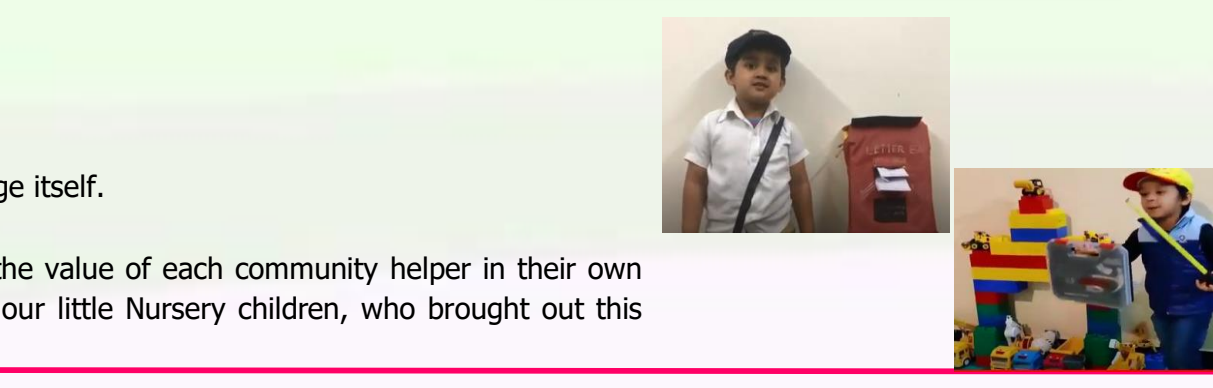 ge itself.
the value of each community helper in their own
our little Nursery children, who brought out this
LETTER